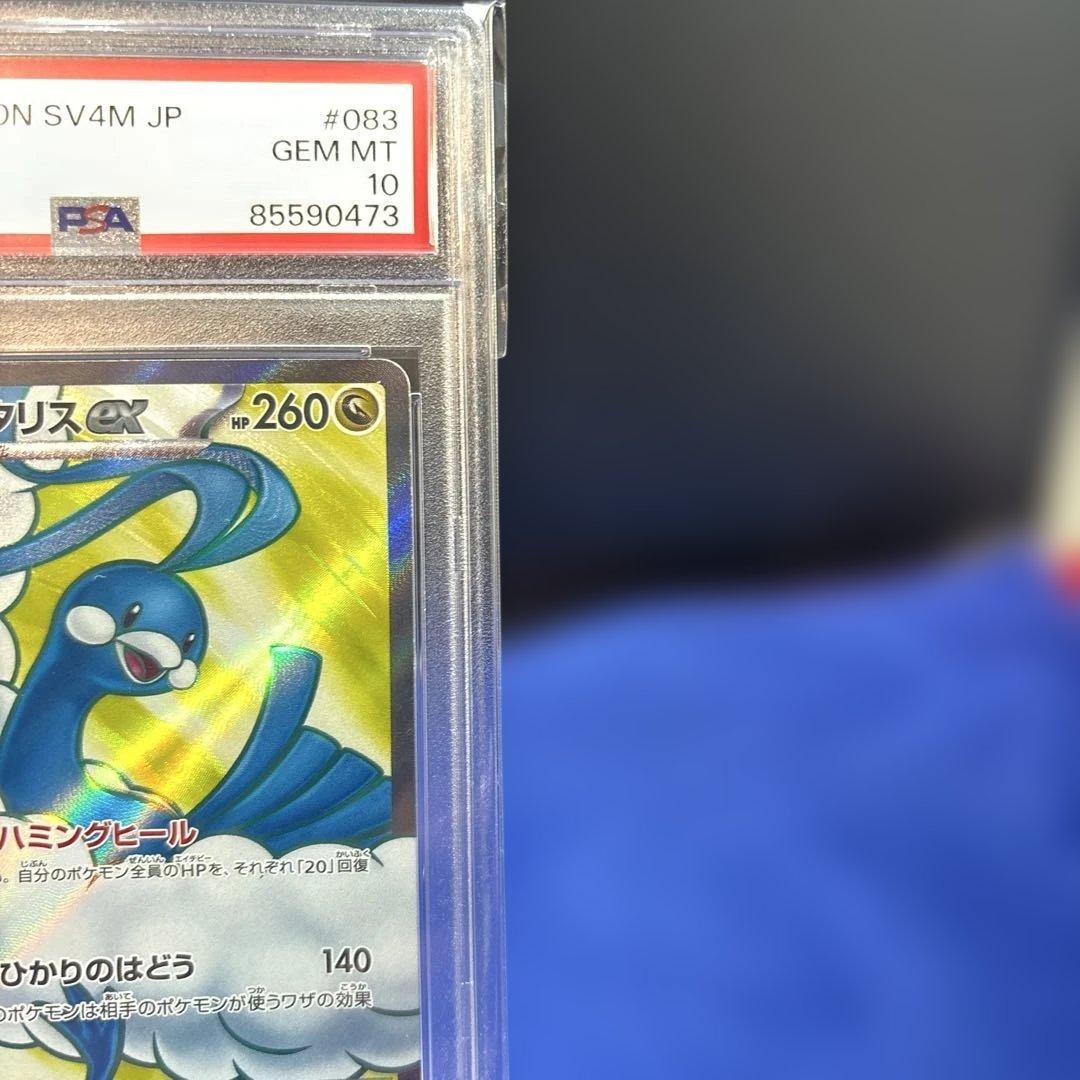 ON SV4M JP #083
GEM MT
10
PSA 85590473
タリスex HP260
ハミングヒール
自分のポケモン全員のHPを、それぞれ「20」回復
ひかりのはどう 140
のポケモンは相手のポケモンが使うワザの効果